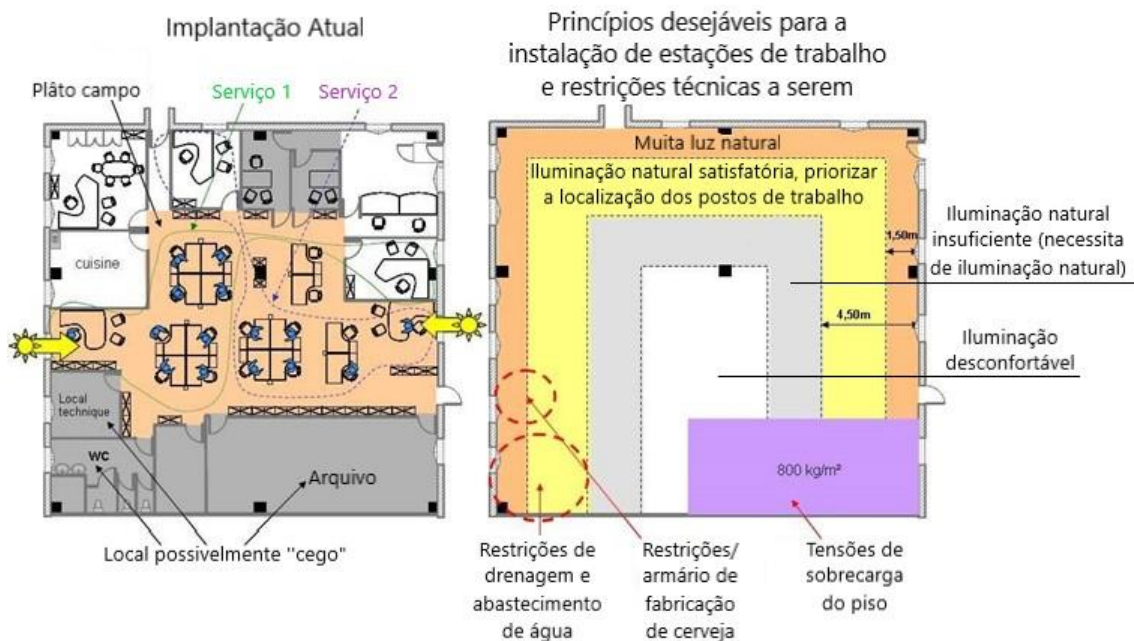 Implantação Atual
Plâto campo
Serviço 1
Serviço 2
cuisine
Local
technique
WC
Arquivo
Local possivelmente "cego"
Princípios desejáveis para a
instalação de estações de trabalho
e restrições técnicas a serem
Muita luz natural
Iluminação natural satisfatória, priorizar
a localização dos postos de trabalho
1,50m
4,50m
Iluminação natural
insuficiente (necessita
de iluminação natural)
Iluminação
desconfortável
800 kg/m²
Restrições de
drenagem e
abastecimento
de água
Restrições/
armário de
fabricação
de cerveja
Tensões de
sobrecarga
do piso